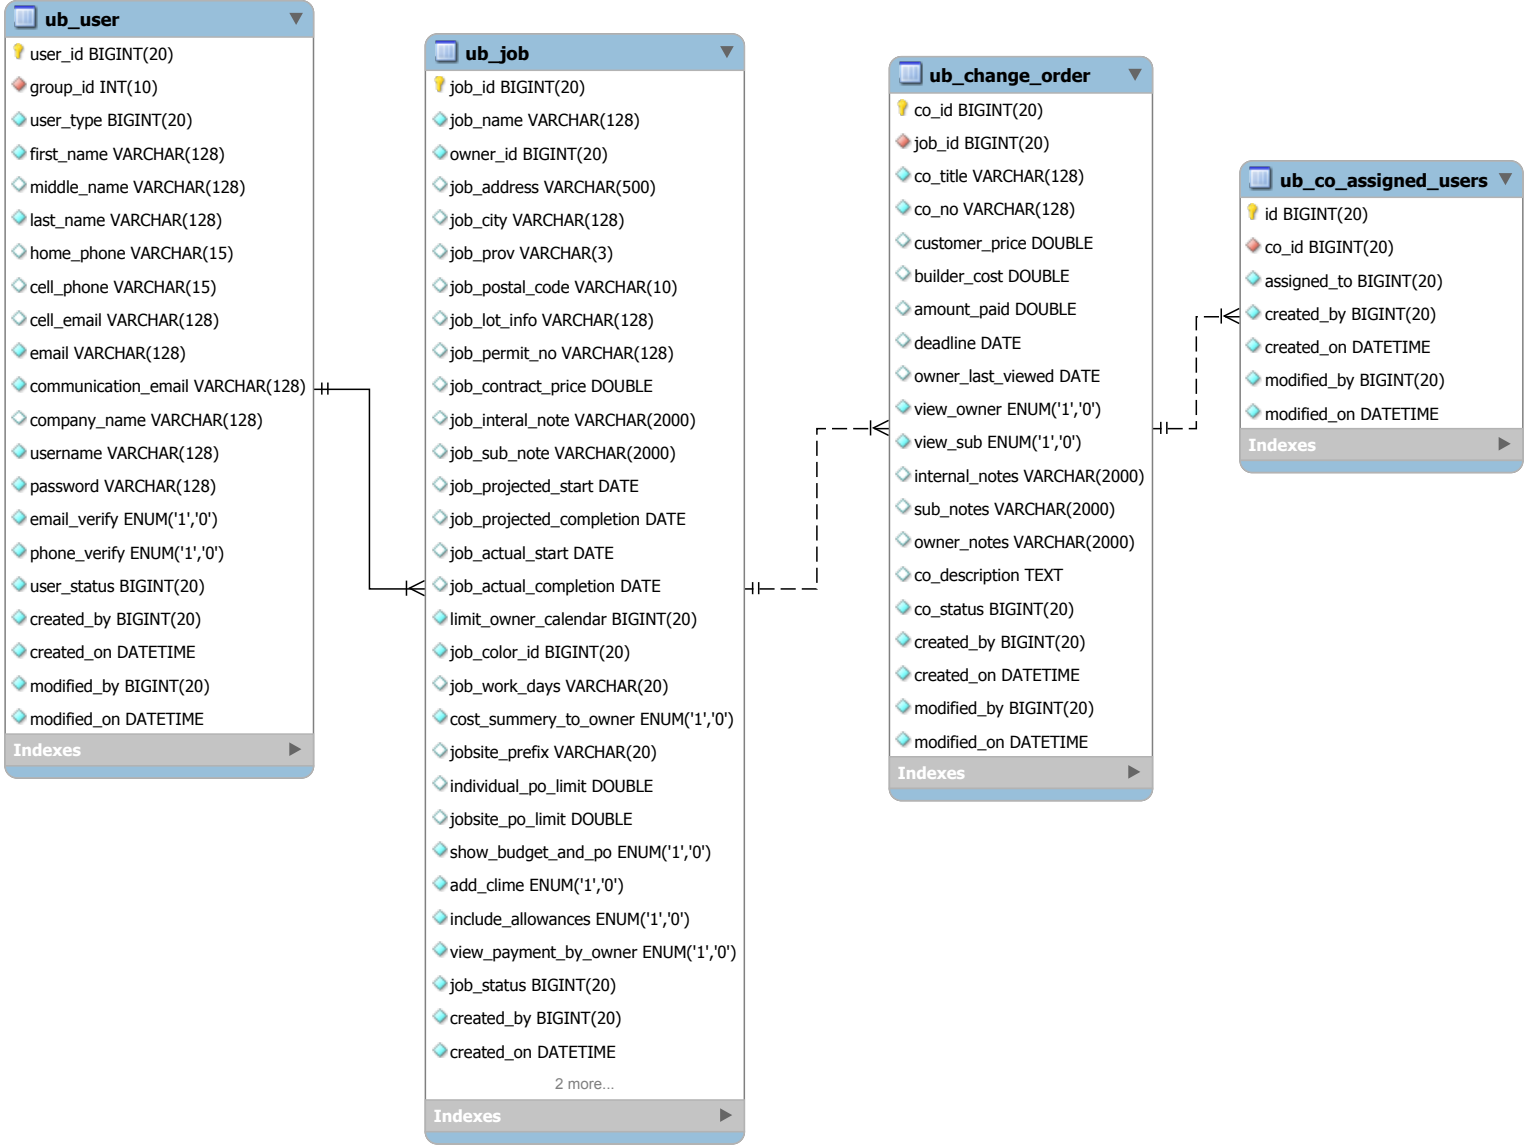 ub_user
user_id BIGINT(20)
group_id INT(10)
user_type BIGINT(20)
first_name VARCHAR(128)
middle_name VARCHAR(128)
last_name VARCHAR(128)
home_phone VARCHAR(15)
cell_phone VARCHAR(15)
cell_email VARCHAR(128)
email VARCHAR(128)
communication_email VARCHAR(128)
company_name VARCHAR(128)
username VARCHAR(128)
password VARCHAR(128)
email_verify ENUM('1','0')
phone_verify ENUM('1','0')
user_status BIGINT(20)
created_by BIGINT(20)
created_on DATETIME
modified_by BIGINT(20)
modified_on DATETIME
Indexes
ub_job
job_id BIGINT(20)
job_name VARCHAR(128)
owner_id BIGINT(20)
job_address VARCHAR(500)
job_city VARCHAR(128)
job_prov VARCHAR(3)
job_postal_code VARCHAR(10)
job_lot_info VARCHAR(128)
job_permit_no VARCHAR(128)
job_contract_price DOUBLE
job_interal_note VARCHAR(2000)
job_sub_note VARCHAR(2000)
job_projected_start DATE
job_projected_completion DATE
job_actual_start DATE
job_actual_completion DATE
limit_owner_calendar BIGINT(20)
job_color_id BIGINT(20)
job_work_days VARCHAR(20)
cost_summery_to_owner ENUM('1','0')
jobsite_prefix VARCHAR(20)
individual_po_limit DOUBLE
jobsite_po_limit DOUBLE
show_budget_and_po ENUM('1','0')
add_clime ENUM('1','0')
include_allowances ENUM('1','0')
view_payment_by_owner ENUM('1','0')
job_status BIGINT(20)
created_by BIGINT(20)
created_on DATETIME
2 more...
Indexes
ub_change_order
co_id BIGINT(20)
job_id BIGINT(20)
co_title VARCHAR(128)
co_no VARCHAR(128)
customer_price DOUBLE
builder_cost DOUBLE
amount_paid DOUBLE
deadline DATE
owner_last_viewed DATE
view_owner ENUM('1','0')
view_sub ENUM('1','0')
internal_notes VARCHAR(2000)
sub_notes VARCHAR(2000)
owner_notes VARCHAR(2000)
co_description TEXT
co_status BIGINT(20)
created_by BIGINT(20)
created_on DATETIME
modified_by BIGINT(20)
modified_on DATETIME
Indexes
ub_co_assigned_users
id BIGINT(20)
co_id BIGINT(20)
assigned_to BIGINT(20)
created_by BIGINT(20)
created_on DATETIME
modified_by BIGINT(20)
modified_on DATETIME
Indexes